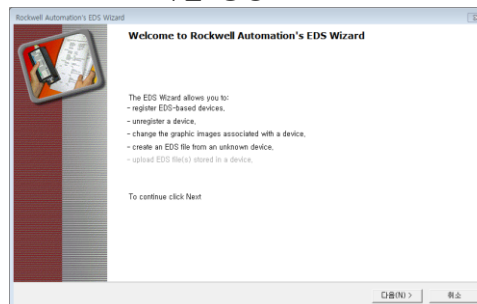 Rockwell Automation's EDS Wizard
Welcome to Rockwell Automation's EDS Wizard
The EDS Wizard allows you to:
- register EDS-based devices,
- unregister a device,
- change the graphic images associated with a device,
- create an EDS file from an unknown device,
- upload EDS file(s) stored in a device,
To continue click Next
다음(N) >
취소